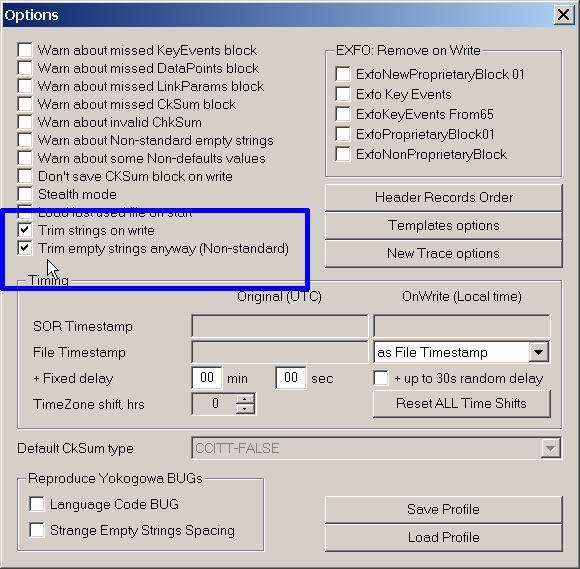 Options
Warn about missed KeyEvents block
Warn about missed DataPoints block
Warn about missed LinkParams block
Warn about missed CkSum block
Warn about invalid ChkSum
Warn about Non-standard empty strings
Warn about some Non-defaults values
Don't save CKSum block on write
Stealth mode
Load last used file on start
Trim strings on write
Trim empty strings anyway (Non-standard)
EXFO: Remove on Write
ExfoNewProprietaryBlock 01
Exfo Key Events
ExfoKeyEvents From65
ExfoProprietaryBlock01
ExfoNonProprietaryBlock
Header Records Order
Templates options
New Trace options
Timing
Original (UTC) OnWrite (Local time)
SOR Timestamp
File Timestamp as File Timestamp
+ Fixed delay 00 min 00 sec + up to 30s random delay
TimeZone shift, hrs 0 Reset ALL Time Shifts
Default CkSum type CCITT-FALSE
Reproduce Yokogowa BUGs
Language Code BUG
Strange Empty Strings Spacing
Save Profile
Load Profile